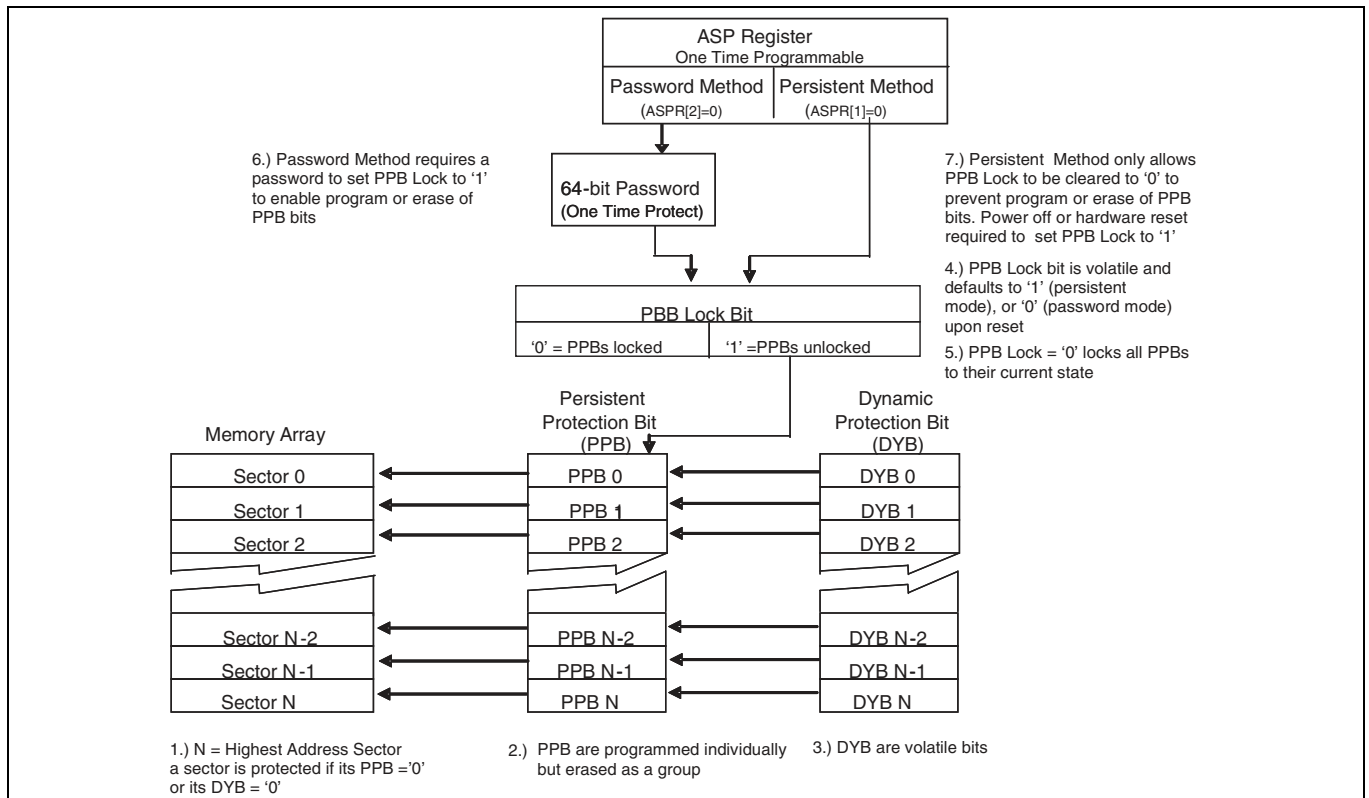 ASP Register
One Time Programmable
Password Method
(ASPR[2]=0)
Persistent Method
(ASPR[1]=0)
6.) Password Method requires a
password to set PPB Lock to ‘1’
to enable program or erase of
PPB bits
64-bit Password
(One Time Protect)
7.) Persistent Method only allows
PPB Lock to be cleared to ‘0’ to
prevent program or erase of PPB
bits. Power off or hardware reset
required to set PPB Lock to ‘1’
4.) PPB Lock bit is volatile and
defaults to ‘1’ (persistent
mode), or ‘0’ (password mode)
upon reset
5.) PPB Lock = ‘0’ locks all PPBs
to their current state
PBB Lock Bit
‘0’ = PPBs locked
‘1’ =PPBs unlocked
Memory Array
Persistent
Protection Bit
(PPB)
Dynamic
Protection Bit
(DYB)
Sector 0
PPB 0
DYB 0
Sector 1
PPB 1
DYB 1
Sector 2
PPB 2
DYB 2
Sector N-2
PPB N-2
DYB N-2
Sector N-1
PPB N-1
DYB N-1
Sector N
PPB N
DYB N
1.) N = Highest Address Sector
a sector is protected if its PPB =’0’
or its DYB = ‘0’
2.) PPB are programmed individually
but erased as a group
3.) DYB are volatile bits